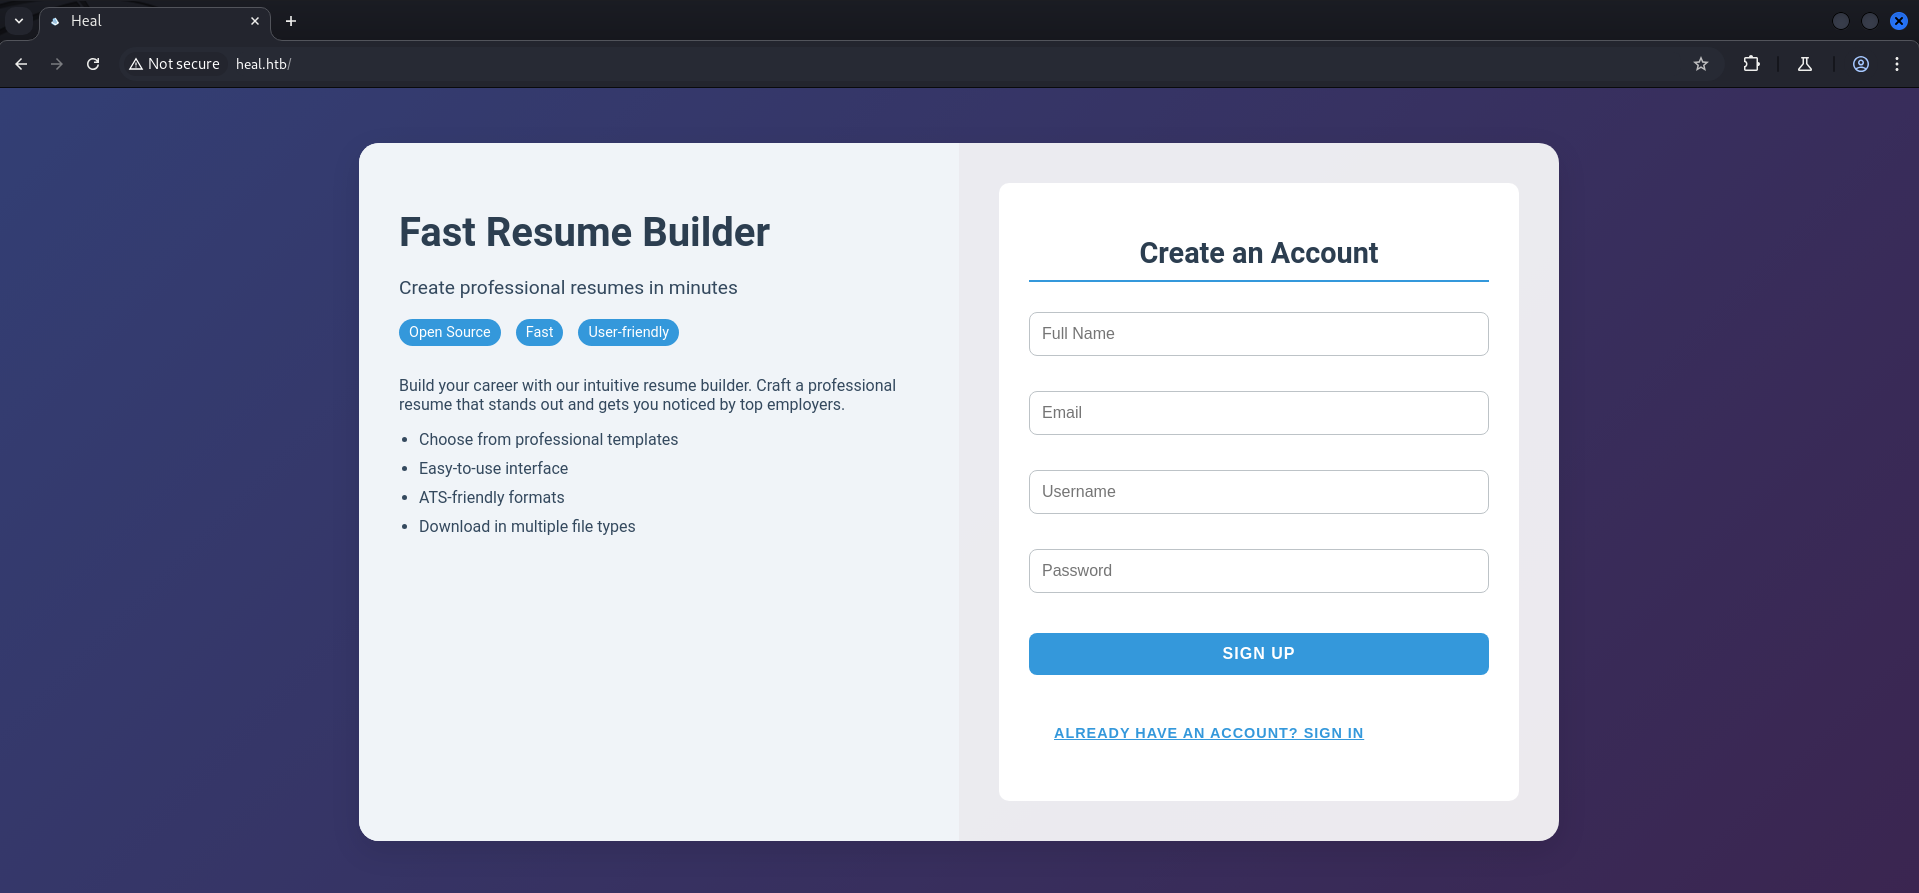 Heal
Not secure heal.htb/
Fast Resume Builder
Create professional resumes in minutes
Open Source Fast User-friendly
Build your career with our intuitive resume builder. Craft a professional
resume that stands out and gets you noticed by top employers.
Choose from professional templates
Easy-to-use interface
ATS-friendly formats
Download in multiple file types
Create an Account
Full Name
Email
Username
Password
SIGN UP
ALREADY HAVE AN ACCOUNT? SIGN IN